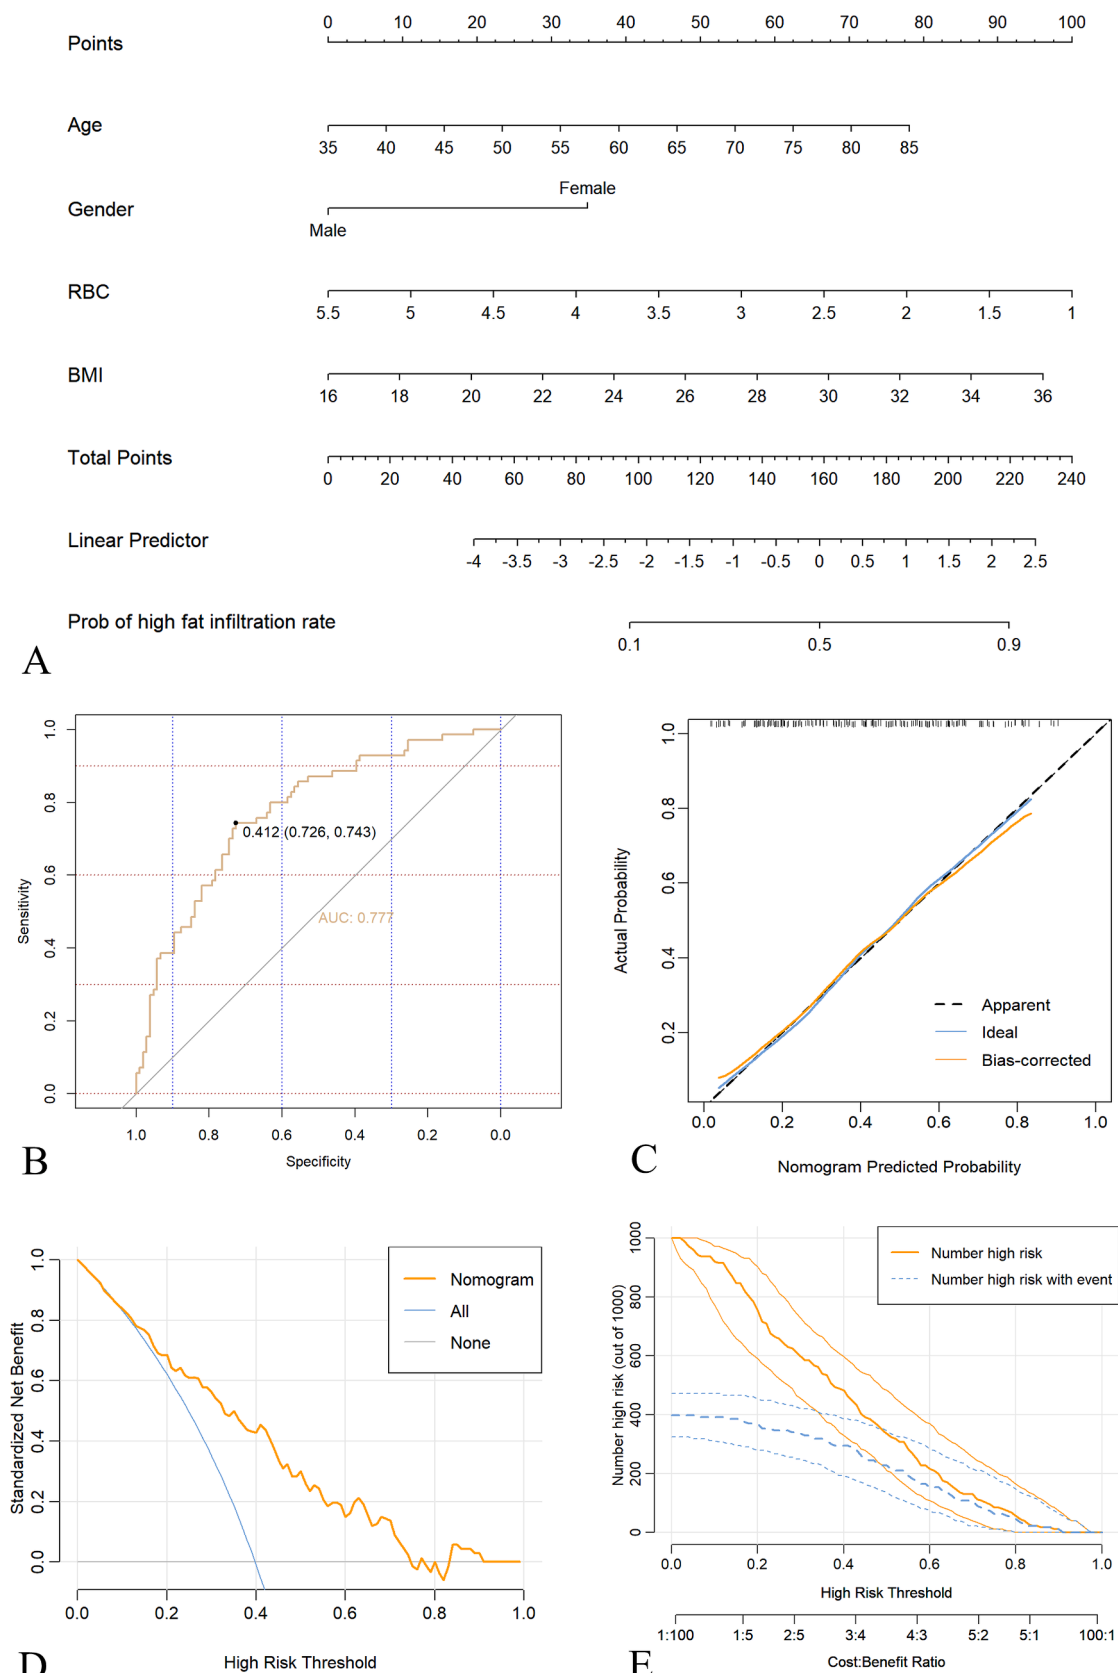 0 10 20 30 40 50 60 70 80 90 100
Points
Age
35 40 45 50 55 60 65 70 75 80 85
Female
Gender
Male
RBC
5.5 5 4.5 4 3.5 3 2.5 2 1.5 1
BMI
16 18 20 22 24 26 28 30 32 34 36
Total Points
0 20 40 60 80 100 120 140 160 180 200 220 240
Linear Predictor
-4 -3.5 -3 -2.5 -2 -1.5 -1 -0.5 0 0.5 1 1.5 2 2.5
Prob of high fat infiltration rate
0.1 0.5 0.9
A
1.0
0.8
0.6
0.4
0.2
0.0
Sensitivity
0.412 (0.726, 0.743)
AUC: 0.777
1.0 0.8 0.6 0.4 0.2 0.0
Specificity
B
1.0
0.8
0.6
0.4
0.2
Actual Probability
Apparent
Ideal
Bias-corrected
0.0 0.2 0.4 0.6 0.8 1.0
Nomogram Predicted Probability
C
1.0
0.8
0.6
0.4
0.2
0.0
Standardized Net Benefit
Nomogram
All
None
0.0 0.2 0.4 0.6 0.8 1.0
High Risk Threshold
D
1000
800
600
400
200
0
Number high risk (out of 1000)
Number high risk
Number high risk with event
0.0 0.2 0.4 0.6 0.8 1.0
High Risk Threshold
1:100 1:5 2:5 3:4 4:3 5:2 5:1 100:1
Cost:Benefit Ratio
E